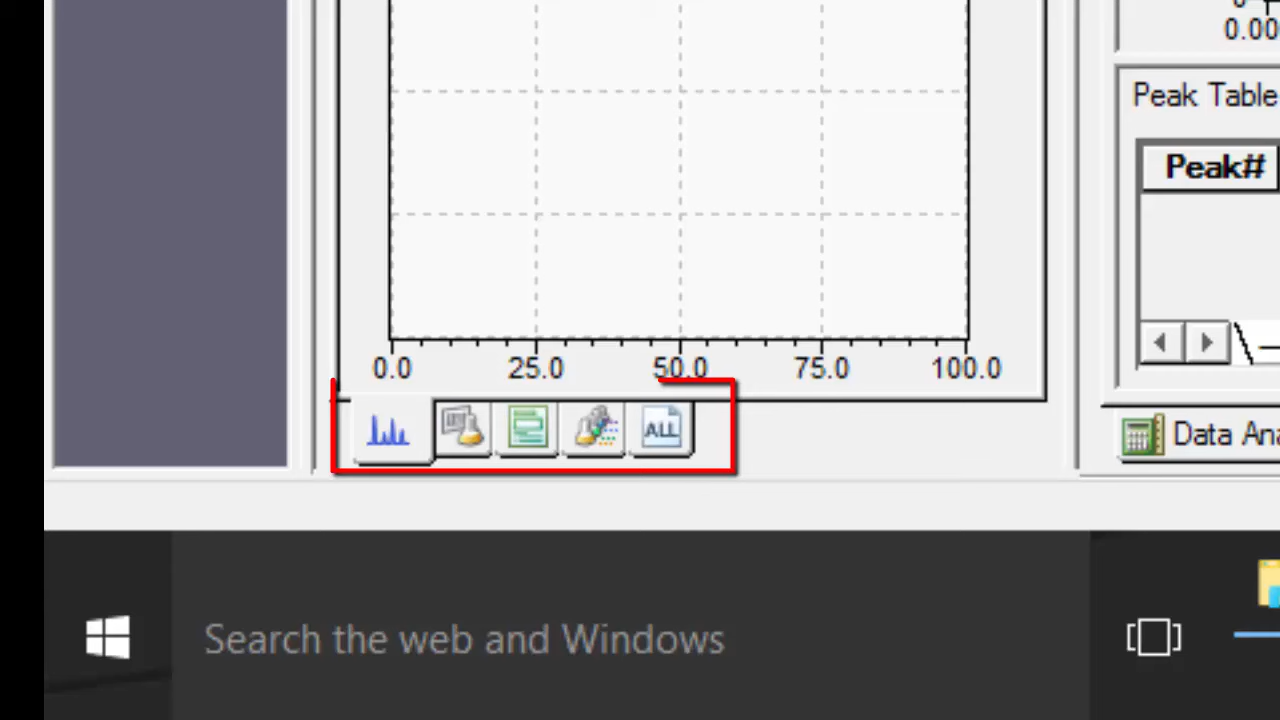 0.00
Peak Table
Peak#
0.0 25.0 50.0 75.0 100.0
ALL
Data Ana
Search the web and Windows